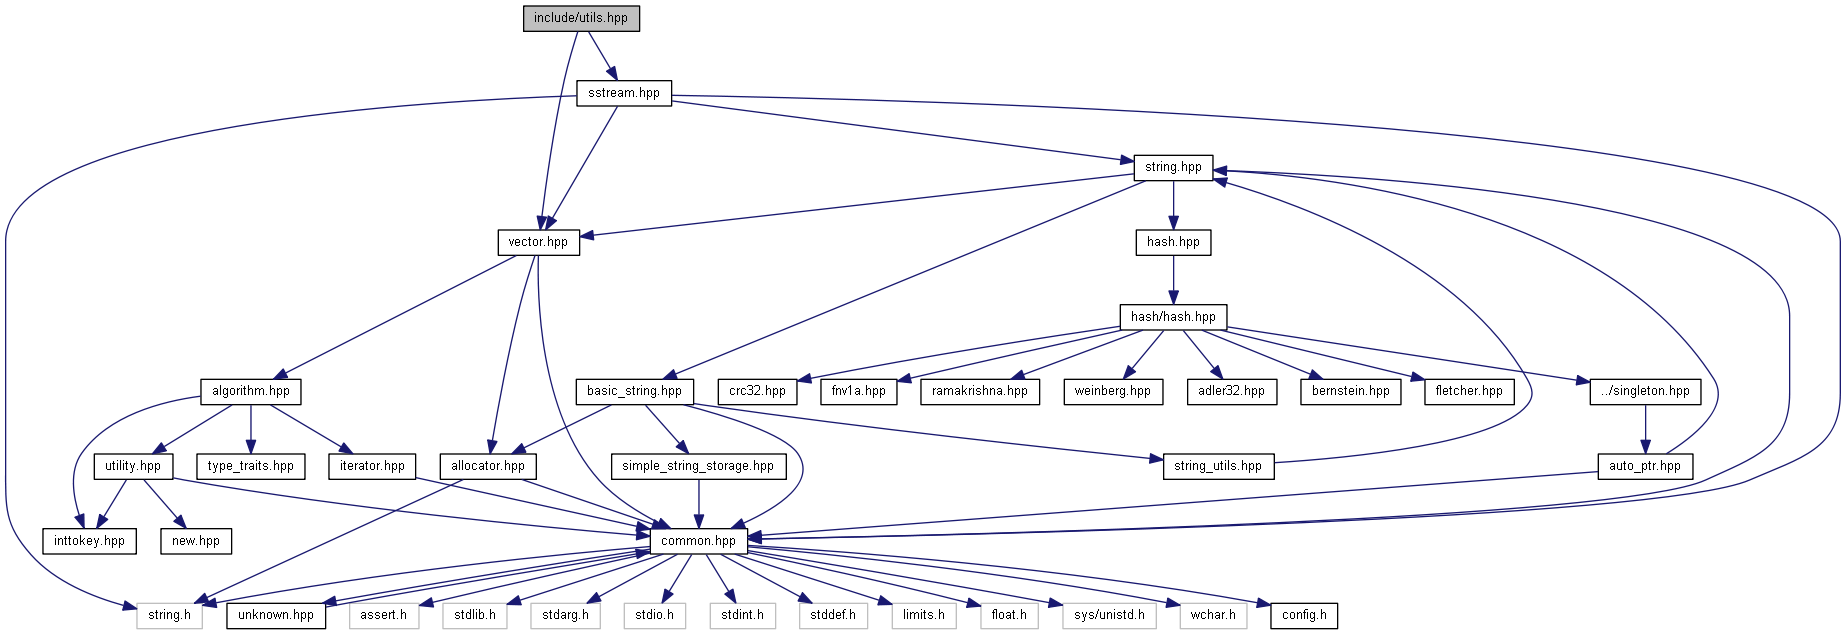 include/utils.hpp
sstream.hpp
string.hpp
vector.hpp
hash.hpp
hash/hash.hpp
algorithm.hpp
basic_string.hpp
crc32.hpp
fnv1a.hpp
ramakrishna.hpp
weinberg.hpp
adler32.hpp
bernstein.hpp
fletcher.hpp
../singleton.hpp
utility.hpp
type_traits.hpp
iterator.hpp
allocator.hpp
simple_string_storage.hpp
string_utils.hpp
auto_ptr.hpp
inttokey.hpp
new.hpp
common.hpp
string.h
unknown.hpp
assert.h
stdlib.h
stdarg.h
stdio.h
stdint.h
stddef.h
limits.h
float.h
sys/unistd.h
wchar.h
config.h